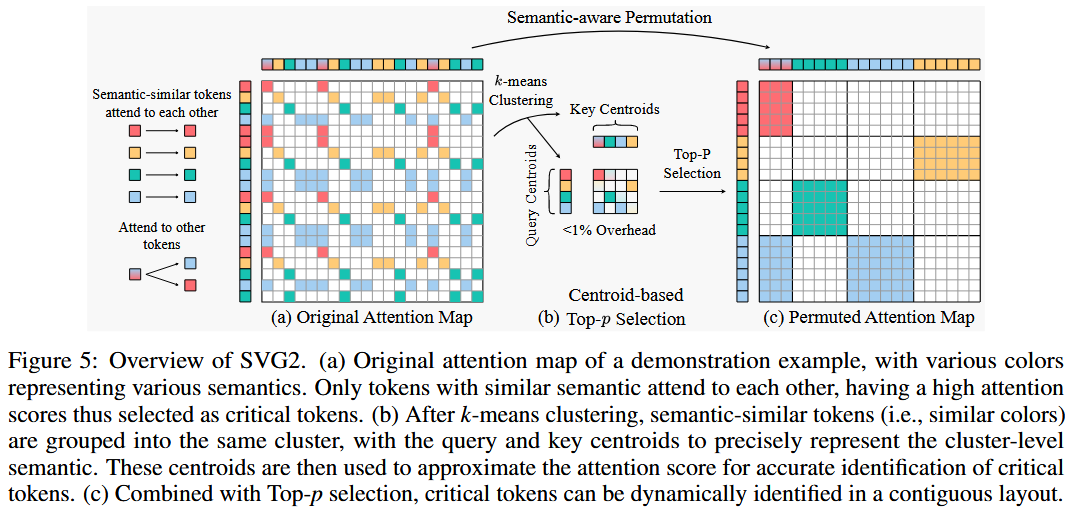 Semantic-aware Permutation
Semantic-similar tokens
attend to each other
Attend to other
tokens
(a) Original Attention Map
k-means
Clustering
Key Centroids
Query Centroids
<1% Overhead
Top-P
Selection
Centroid-based
(b) Top-p Selection
(c) Permuted Attention Map
Figure 5: Overview of SVG2. (a) Original attention map of a demonstration example, with various colors
representing various semantics. Only tokens with similar semantic attend to each other, having a high attention
scores thus selected as critical tokens. (b) After k-means clustering, semantic-similar tokens (i.e., similar colors)
are grouped into the same cluster, with the query and key centroids to precisely represent the cluster-level
semantic. These centroids are then used to approximate the attention score for accurate identification of critical
tokens. (c) Combined with Top-p selection, critical tokens can be dynamically identified in a contiguous layout.